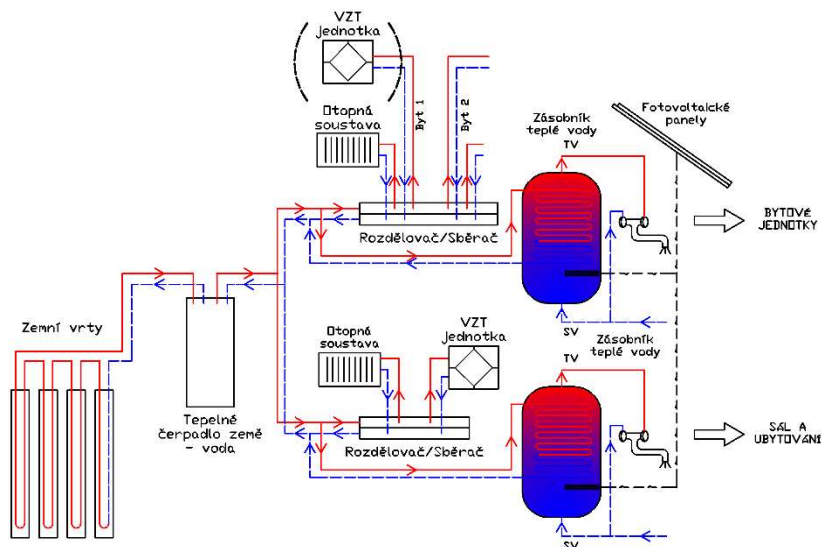 VZT
jednotka
Otopná
soustava
Byt 1
Byt 2
Zásobník
teplé vody
TV
Fotovoltaické
panely
BYTOVÉ
JEDNOTKY
Rozdělovač/Sběrač
SV
Zemní vrty
Tepelné
čerpadlo země
- voda
Otopná
soustava
VZT
jednotka
Zásobník
teplé vody
TV
Rozdělovač/Sběrač
SÁL A
UBYTOVÁNÍ
SV